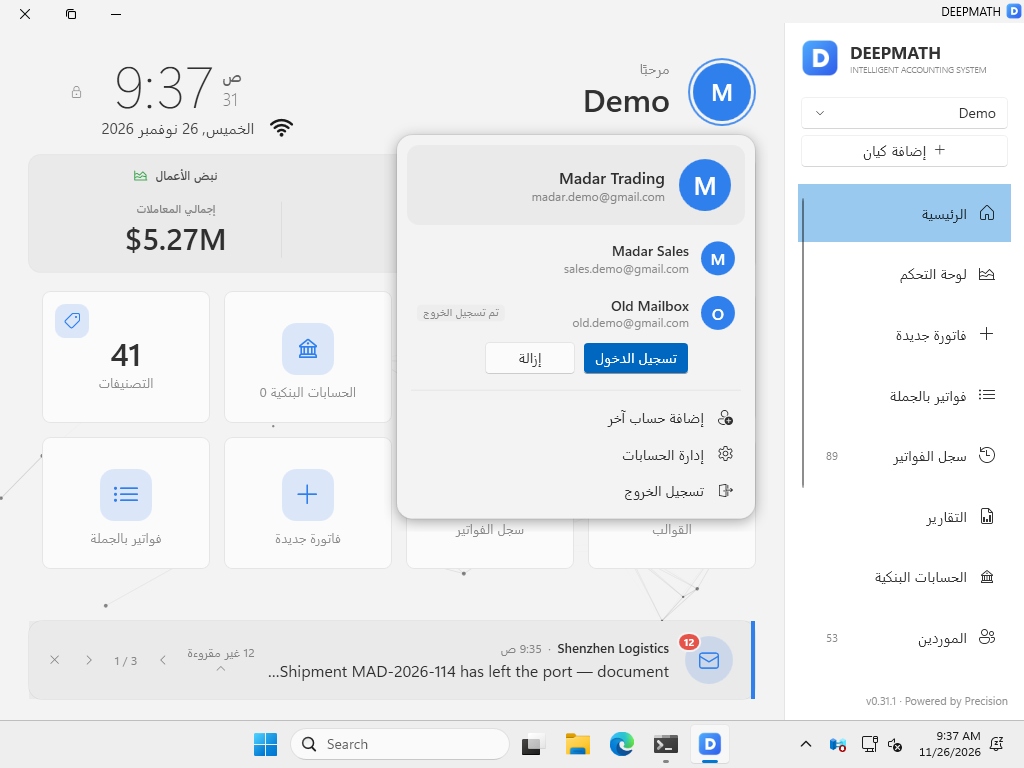 DEEPMATH
DEEPMATH
INTELLIGENT ACCOUNTING SYSTEM
Demo
+ إضافة كيان
الرئيسية
لوحة التحكم
فاتورة جديدة
فواتير بالجملة
سجل الفواتير 89
التقارير
الحسابات البنكية
الموردين 53
v0.31.1 · Powered by Precision
مرحبًا
Demo
M
9:37 ص
31
الخميس, 26 نوفمبر 2026
نبض الأعمال
إجمالي المعاملات
$5.27M
M
Madar Trading
madar.demo@gmail.com
M
Madar Sales
sales.demo@gmail.com
O
Old Mailbox
old.demo@gmail.com
تم تسجيل الخروج
تسجيل الدخول
إزالة
إضافة حساب آخر
إدارة الحسابات
تسجيل الخروج
الحسابات البنكية 0
41
التصنيفات
القوالب
سجل الفواتير
فاتورة جديدة
فواتير بالجملة
12
Shenzhen Logistics · 9:35 ص
Shipment MAD-2026-114 has left the port — document...
12 غير مقروءة
1 / 3
Search
9:37 AM
11/26/2026